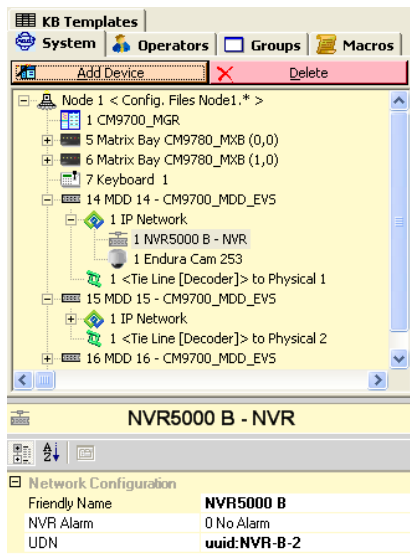 KB Templates
System Operators Groups Macros
Add Device Delete
Node 1 < Config. Files Node1.* >
1 CM9700_MGR
5 Matrix Bay CM9780_MXB (0,0)
6 Matrix Bay CM9780_MXB (1,0)
7 Keyboard 1
14 MDD 14 - CM9700_MDD_EVS
1 IP Network
1 NVR5000 B - NVR
1 Endura Cam 253
1 <Tie Line [Decoder]> to Physical 1
15 MDD 15 - CM9700_MDD_EVS
1 IP Network
1 <Tie Line [Decoder]> to Physical 2
16 MDD 16 - CM9700_MDD_EVS
NVR5000 B - NVR
Network Configuration
Friendly Name NVR5000 B
NVR Alarm 0 No Alarm
UDN uuid:NVR-B-2